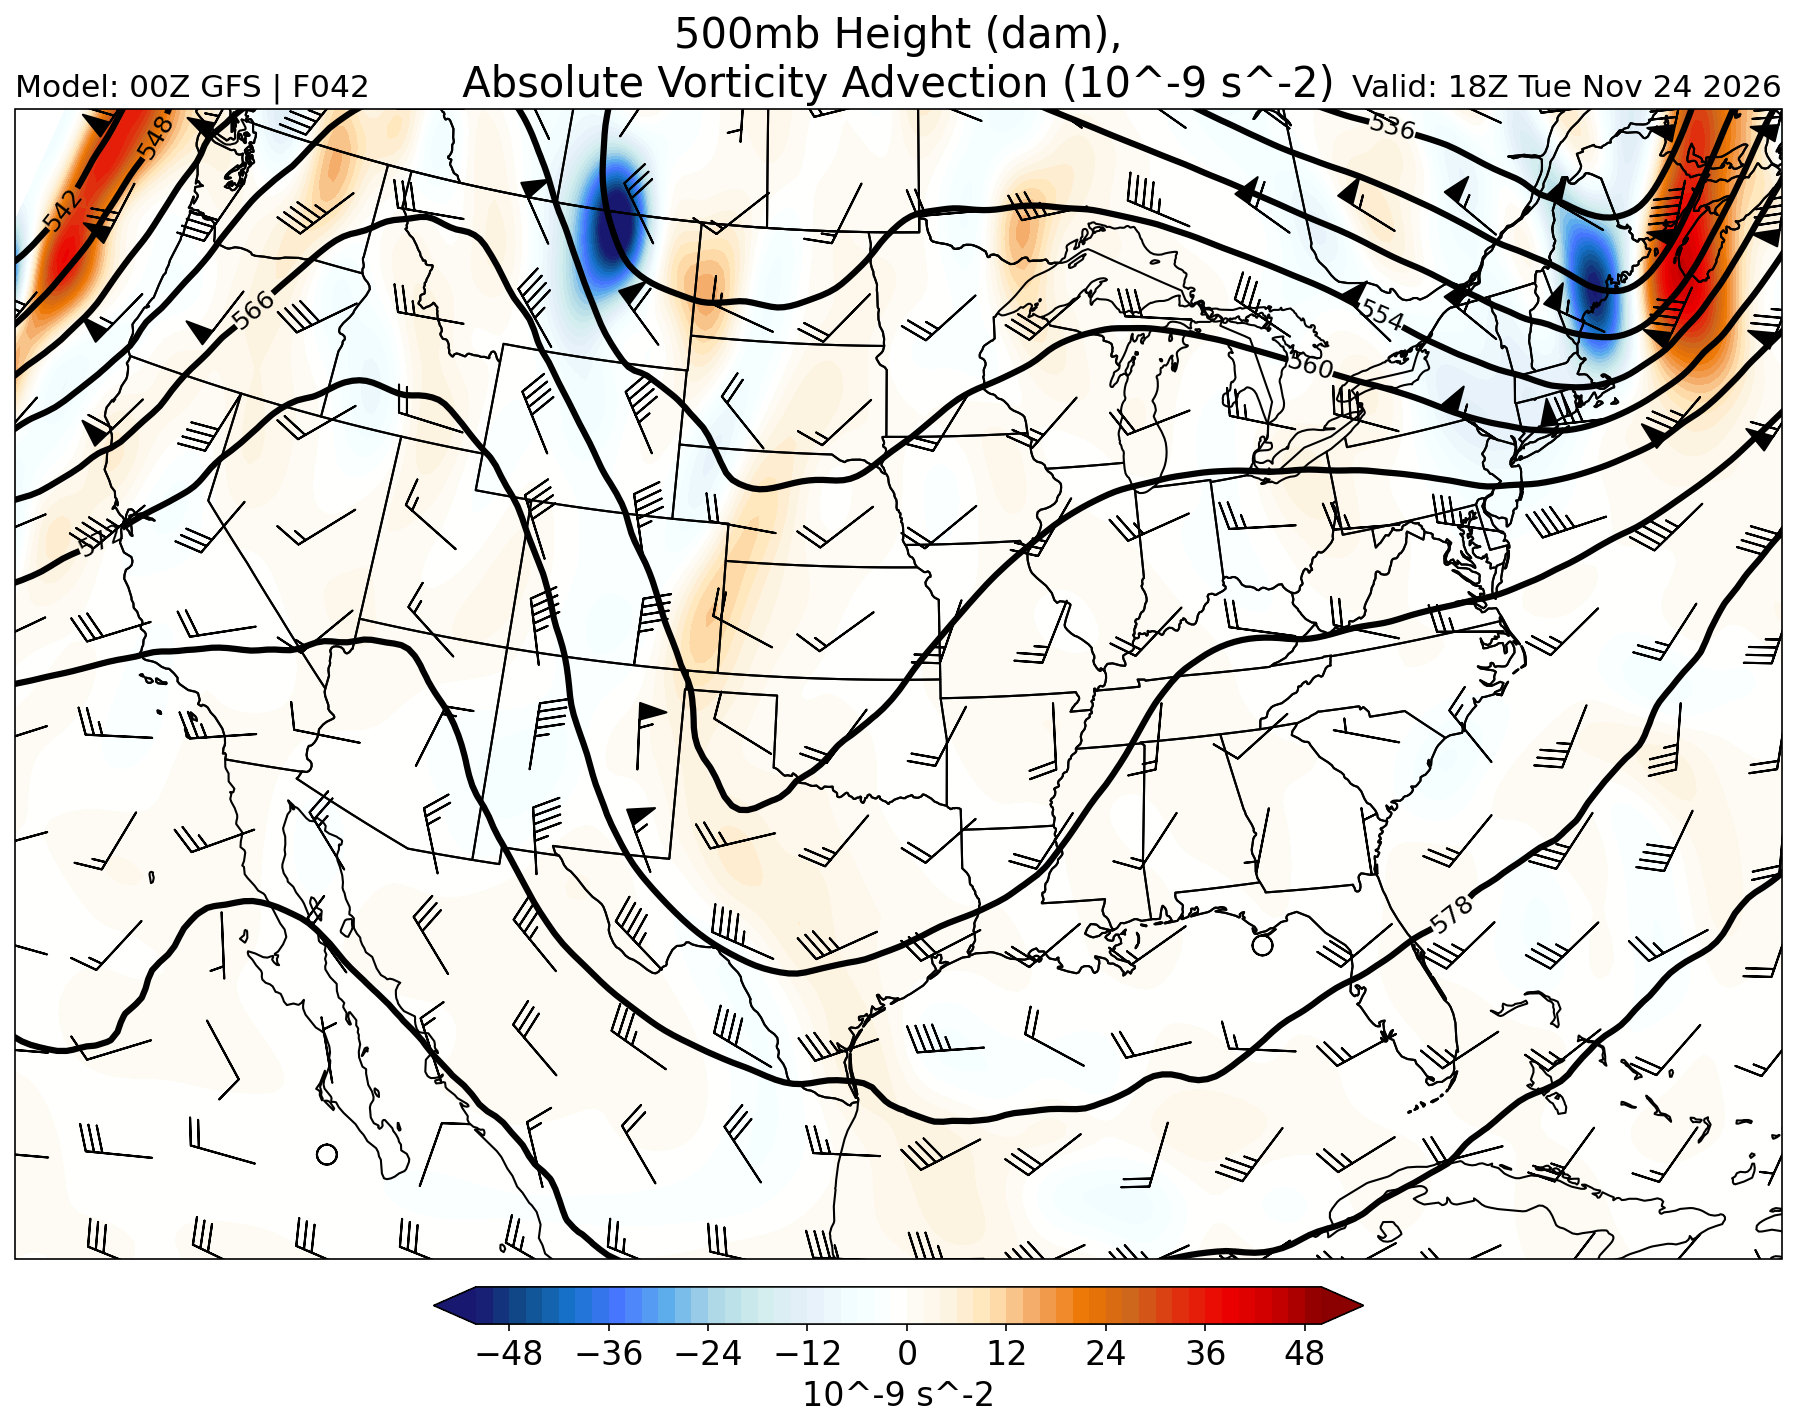 500mb Height (dam),
Model: 00Z GFS | F042
Absolute Vorticity Advection (10^-9 s^-2)
Valid: 18Z Tue Nov 24 2026
536
548
542
566
554
560
572
578
−48 −36 −24 −12 0 12 24 36 48
10^-9 s^-2